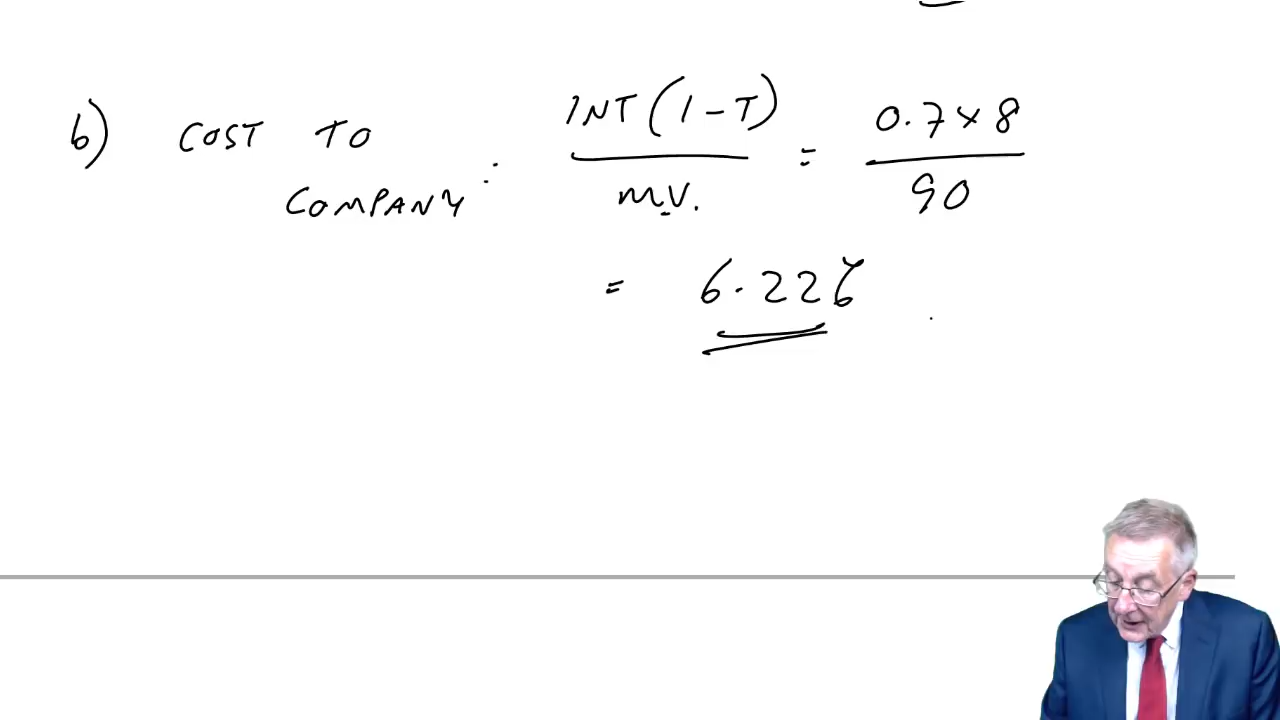 b) COST TO COMPANY: INT(1-T) / M.V. = 0.7 × 8 / 90
= 6.22%